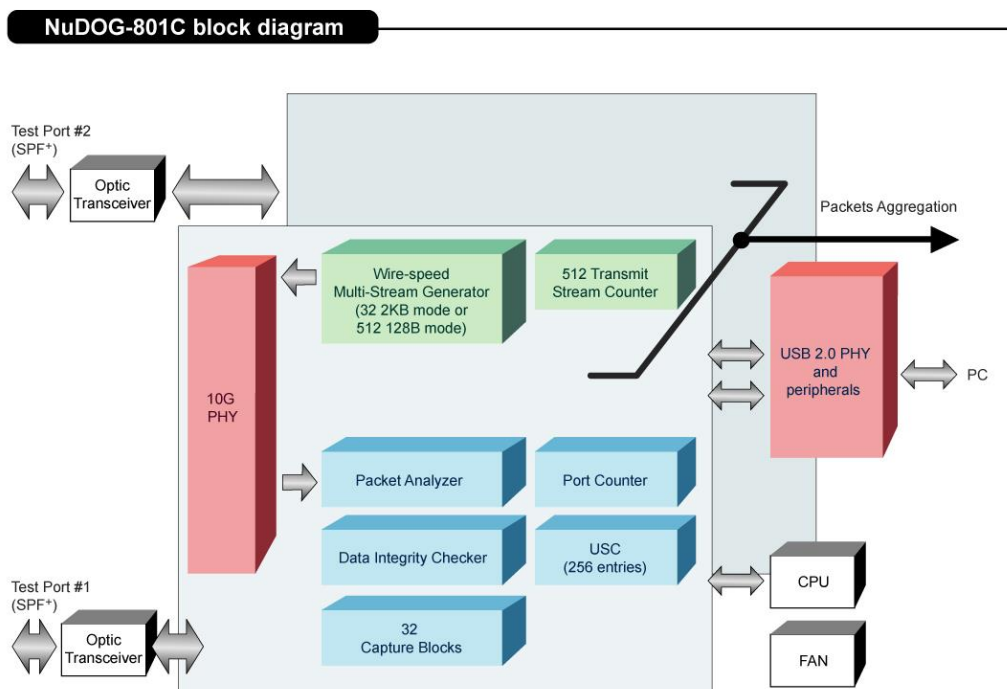 NuDOG-801C block diagram
Test Port #2
(SPF+)
Optic
Transceiver
Packets Aggregation
Wire-speed
Multi-Stream Generator
(32 2KB mode or
512 128B mode)
512 Transmit
Stream Counter
USB 2.0 PHY
and
peripherals
PC
10G
PHY
Packet Analyzer
Port Counter
Data Integrity Checker
USC
(256 entries)
CPU
Test Port #1
(SPF+)
Optic
Transceiver
32
Capture Blocks
FAN